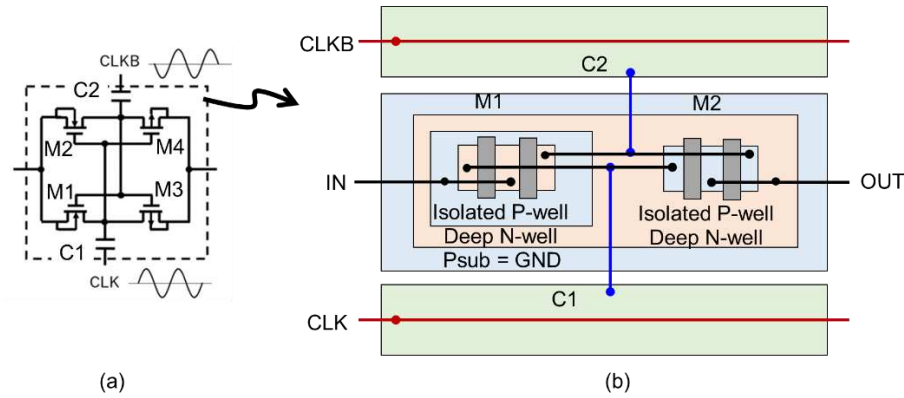 CLKB
C2
M2
M4
M1
M3
C1
CLK
(a)
CLKB
C2
M1
M2
IN
OUT
Isolated P-well
Deep N-well
Psub = GND
Isolated P-well
Deep N-well
C1
CLK
(b)